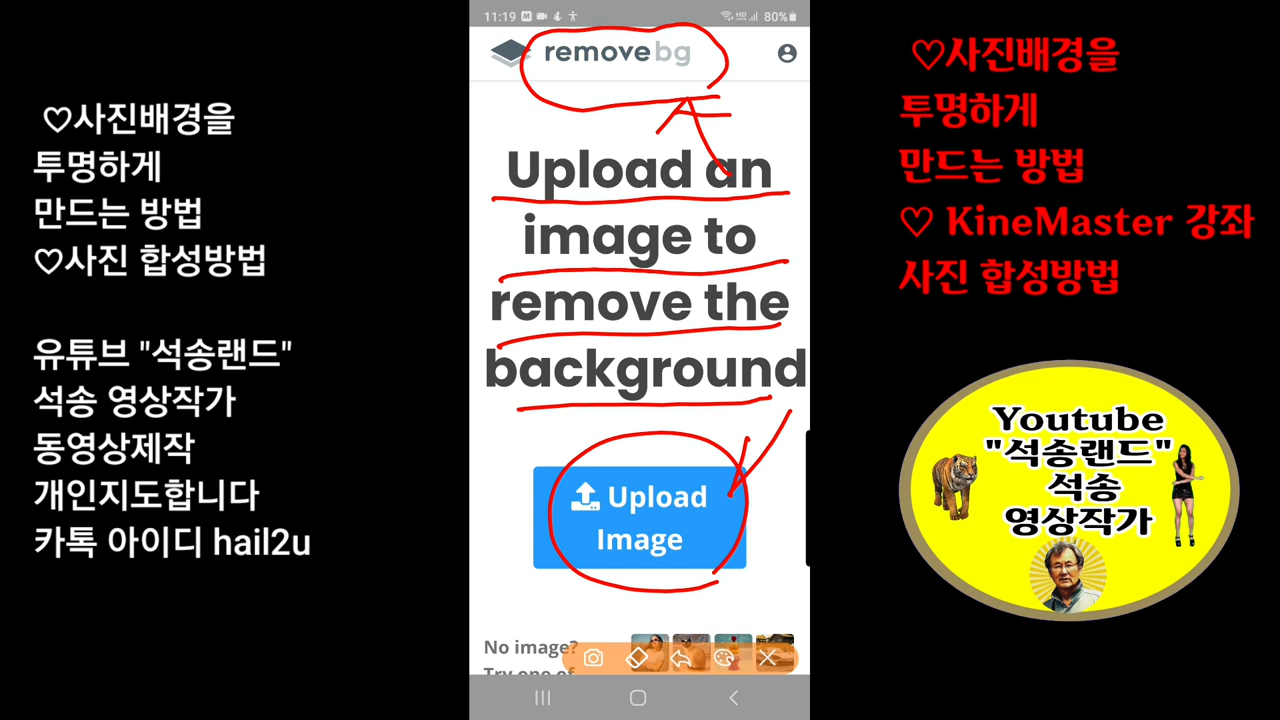 ♡사진배경을
투명하게
만드는 방법
♡사진 합성방법
유튜브 "석송랜드"
석송 영상작가
동영상제작
개인지도합니다
카톡 아이디 hail2u
11:19
80%
removebg
Upload an
image to
remove the
background
Upload
Image
No image?
Try one of
♡사진배경을
투명하게
만드는 방법
♡ KineMaster 강좌
사진 합성방법
Youtube
"석송랜드"
석송
영상작가